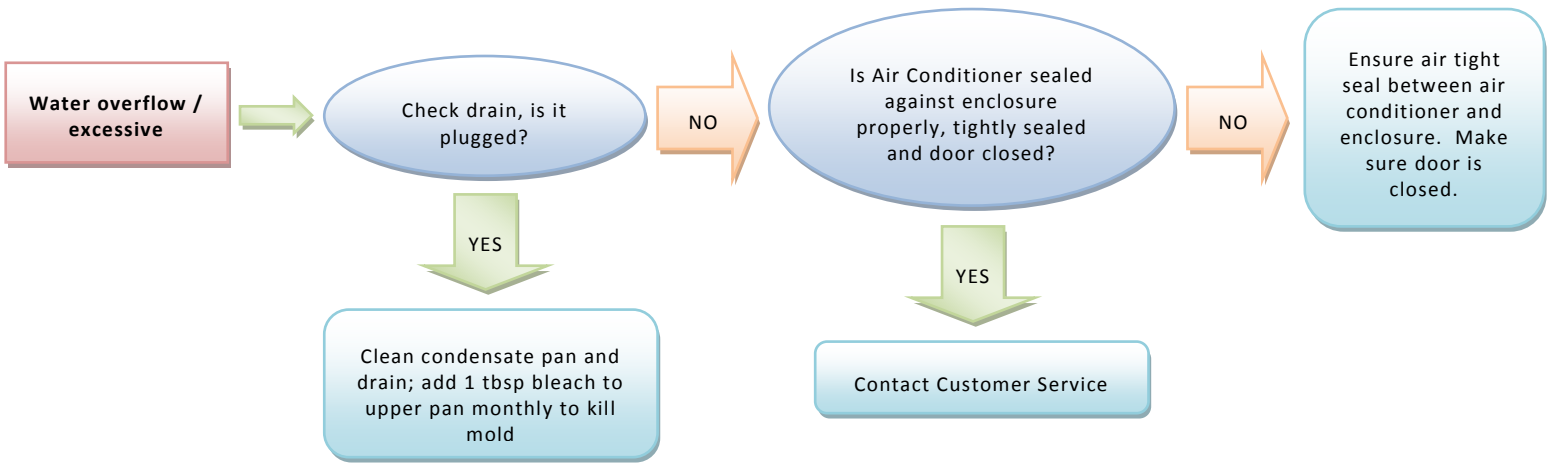 Water overflow /
excessive
Check drain, is it
plugged?
NO
Is Air Conditioner sealed
against enclosure
properly, tightly sealed
and door closed?
NO
Ensure air tight
seal between air
conditioner and
enclosure.  Make
sure door is
closed.
YES
Clean condensate pan and
drain; add 1 tbsp bleach to
upper pan monthly to kill
mold
YES
Contact Customer Service